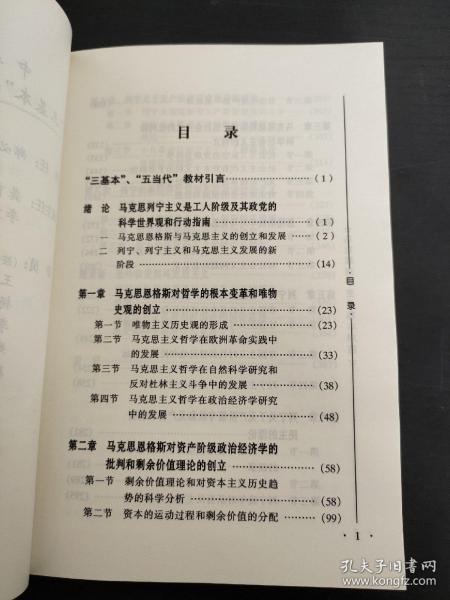 目 录
“三基本”、“五当代”教材引言 ……………… (1)
绪 论 马克思列宁主义是工人阶级及其政党的
科学世界观和行动指南 ……………… (1)
一 马克思恩格斯与马克思主义的创立和发展 …… (2)
二 列宁、列宁主义和马克思主义发展的新
阶段 ……………… (14)
第一章 马克思恩格斯对哲学的根本变革和唯物
史观的创立 ……………… (23)
第一节 唯物主义历史观的形成 ……………… (23)
第二节 马克思主义哲学在欧洲革命实践中
的发展 ……………… (33)
第三节 马克思主义哲学在自然科学研究和
反对杜林主义斗争中的发展 ……………… (38)
第四节 马克思主义哲学在政治经济学研究
中的发展 ……………… (48)
第二章 马克思恩格斯对资产阶级政治经济学的
批判和剩余价值理论的创立 ……………… (58)
第一节 剩余价值理论和对资本主义历史趋
势的科学分析 ……………… (58)
第二节 资本的运动过程和剩余价值的分配 ……… (99)
·目 录·
· 1 ·
孔夫子旧书网
www.kongfz.com